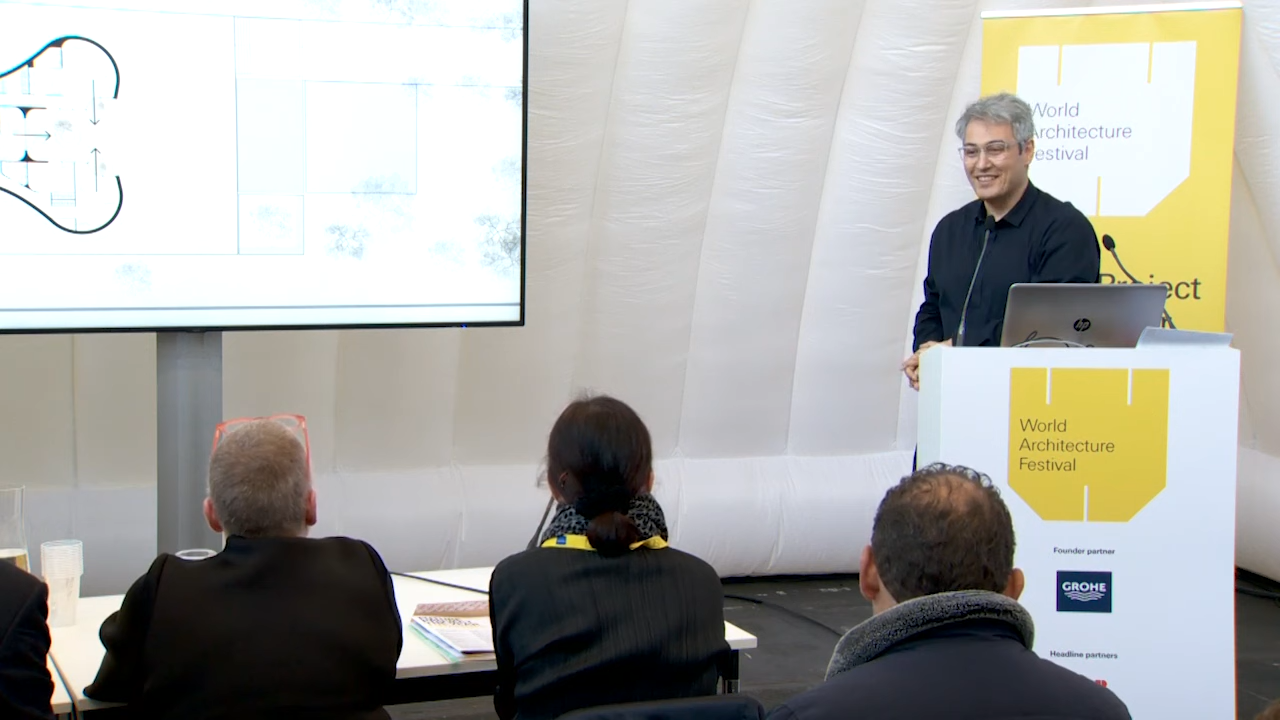 World
Architecture
Festival
Project
World
Architecture
Festival
Founder partner
GROHE
Headline partners
hp